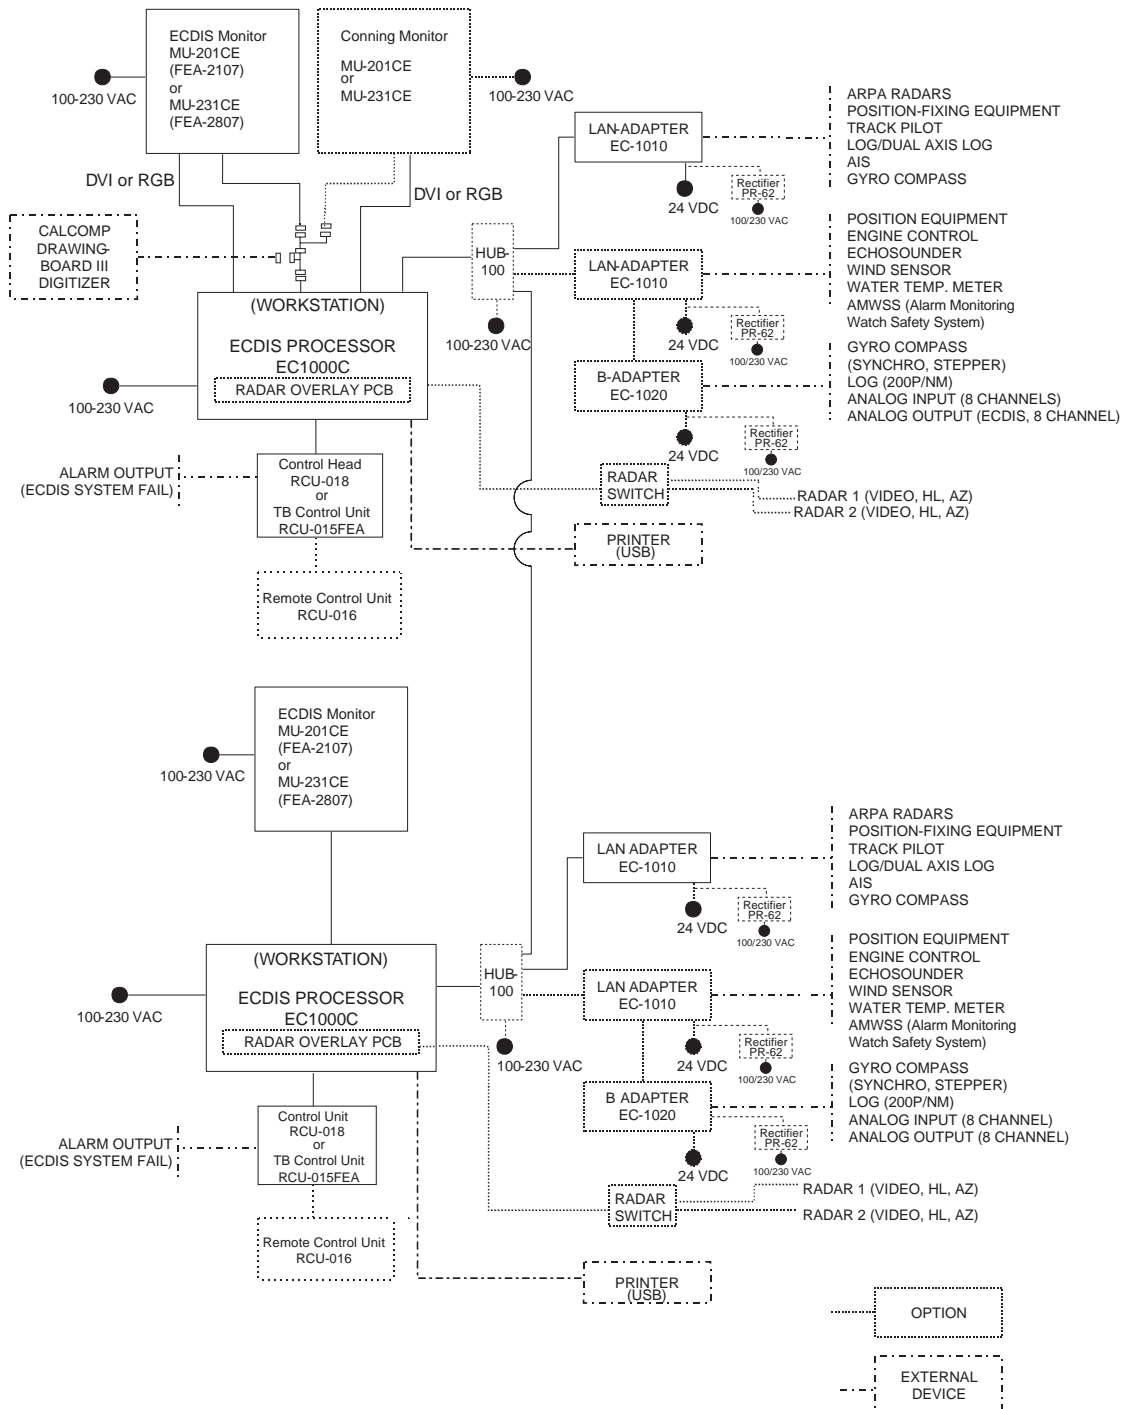 ECDIS Monitor
MU-201CE
(FEA-2107)
or
MU-231CE
(FEA-2807)
100-230 VAC
Conning Monitor
MU-201CE
or
MU-231CE
100-230 VAC
DVI or RGB
DVI or RGB
CALCOMP
DRAWING-
BOARD III
DIGITIZER
HUB-
100
100-230 VAC
(WORKSTATION)
ECDIS PROCESSOR
EC1000C
RADAR OVERLAY PCB
100-230 VAC
LAN-ADAPTER
EC-1010
24 VDC
Rectifier
PR-62
100/230 VAC
ARPA RADARS
POSITION-FIXING EQUIPMENT
TRACK PILOT
LOG/DUAL AXIS LOG
AIS
GYRO COMPASS
LAN-ADAPTER
EC-1010
24 VDC
Rectifier
PR-62
100/230 VAC
POSITION EQUIPMENT
ENGINE CONTROL
ECHOSOUNDER
WIND SENSOR
WATER TEMP. METER
AMWSS (Alarm Monitoring
Watch Safety System)
B-ADAPTER
EC-1020
24 VDC
Rectifier
PR-62
100/230 VAC
GYRO COMPASS
(SYNCHRO, STEPPER)
LOG (200P/NM)
ANALOG INPUT (8 CHANNELS)
ANALOG OUTPUT (ECDIS, 8 CHANNEL)
ALARM OUTPUT
(ECDIS SYSTEM FAIL)
Control Head
RCU-018
or
TB Control Unit
RCU-015FEA
RADAR
SWITCH
RADAR 1 (VIDEO, HL, AZ)
RADAR 2 (VIDEO, HL, AZ)
PRINTER
(USB)
Remote Control Unit
RCU-016
ECDIS Monitor
MU-201CE
(FEA-2107)
or
MU-231CE
(FEA-2807)
100-230 VAC
(WORKSTATION)
ECDIS PROCESSOR
EC1000C
RADAR OVERLAY PCB
100-230 VAC
HUB-
100
100-230 VAC
LAN ADAPTER
EC-1010
24 VDC
Rectifier
PR-62
100/230 VAC
ARPA RADARS
POSITION-FIXING EQUIPMENT
TRACK PILOT
LOG/DUAL AXIS LOG
AIS
GYRO COMPASS
LAN ADAPTER
EC-1010
24 VDC
Rectifier
PR-62
100/230 VAC
POSITION EQUIPMENT
ENGINE CONTROL
ECHOSOUNDER
WIND SENSOR
WATER TEMP. METER
AMWSS (Alarm Monitoring
Watch Safety System)
B ADAPTER
EC-1020
24 VDC
Rectifier
PR-62
100/230 VAC
GYRO COMPASS
(SYNCHRO, STEPPER)
LOG (200P/NM)
ANALOG INPUT (8 CHANNEL)
ANALOG OUTPUT (8 CHANNEL)
ALARM OUTPUT
(ECDIS SYSTEM FAIL)
Control Unit
RCU-018
or
TB Control Unit
RCU-015FEA
RADAR
SWITCH
RADAR 1 (VIDEO, HL, AZ)
RADAR 2 (VIDEO, HL, AZ)
Remote Control Unit
RCU-016
PRINTER
(USB)
OPTION
EXTERNAL
DEVICE